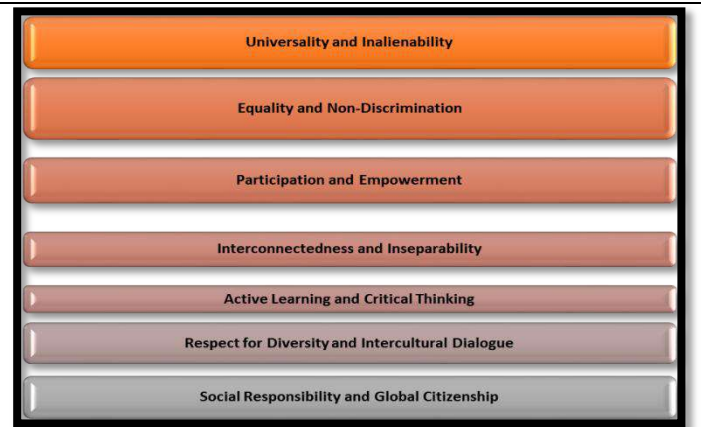 Universality and Inalienability
Equality and Non-Discrimination
Participation and Empowerment
Interconnectedness and Inseparability
Active Learning and Critical Thinking
Respect for Diversity and Intercultural Dialogue
Social Responsibility and Global Citizenship